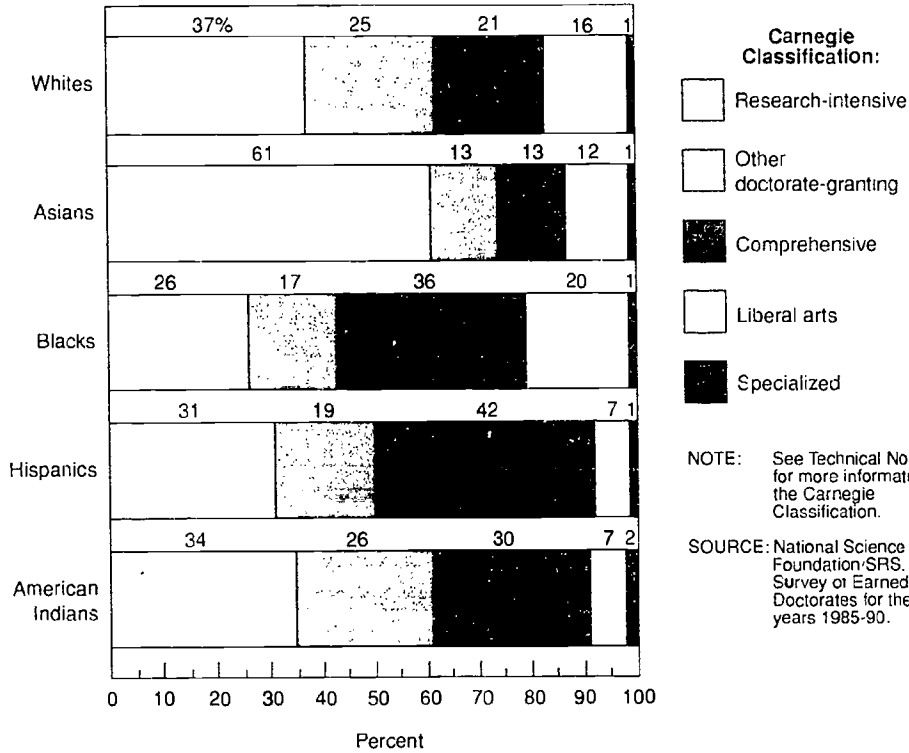 37% 25 21 16 1
Whites
61 13 13 12 1
Asians
26 17 36 20 1
Blacks
31 19 42 7 1
Hispanics
34 26 30 7 2
American
Indians
0 10 20 30 40 50 60 70 80 90 100
Percent
Carnegie
Classification:
Research-intensive
Other
doctorate-granting
Comprehensive
Liberal arts
Specialized
NOTE: See Technical No
for more informat
the Carnegie
Classification.
SOURCE: National Science
Foundation/SRS.
Survey of Earned
Doctorates for the
years 1985-90.